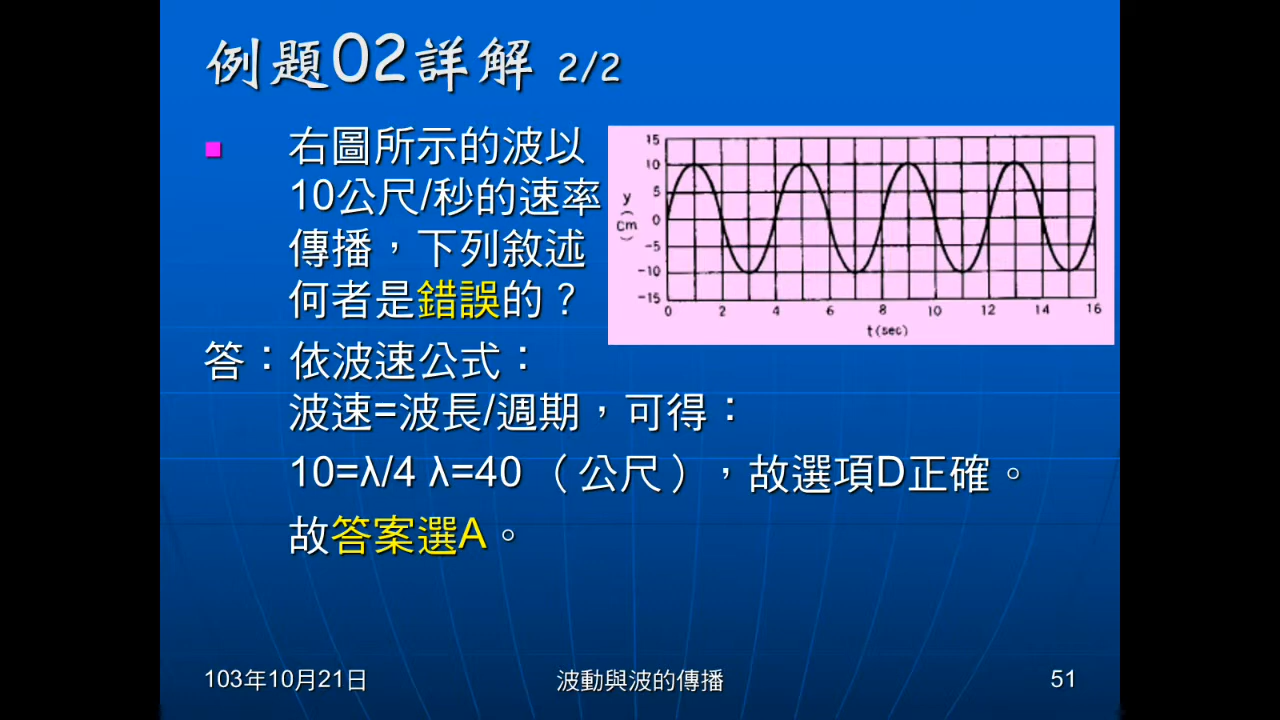 例題02詳解 2/2
右圖所示的波以
10公尺/秒的速率
傳播，下列敘述
何者是錯誤的？
15
10
5
0
-5
-10
-15
y
(
Cm
)
0 2 4 6 8 10 12 14 16
t(sec)
答：依波速公式：
波速=波長/週期，可得：
10=λ/4 λ=40（公尺），故選項D正確。
故答案選A。
103年10月21日
波動與波的傳播
51